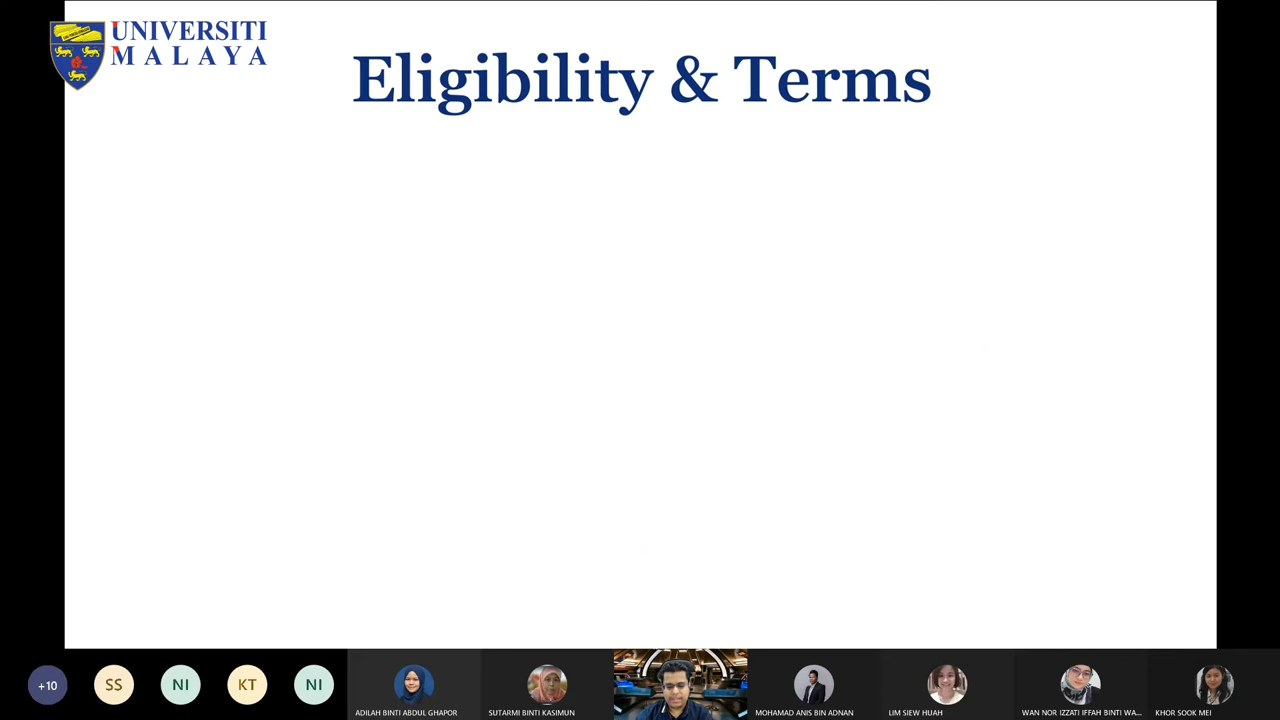 UNIVERSITI
MALAYA
Eligibility & Terms
+10
SS
NI
KT
NI
ADILAH BINTI ABDUL GHAPOR
SUTARMI BINTI KASIMUN
MOHAMAD ANIS BIN ADNAN
LIM SIEW HUAH
WAN NOR IZZATI IFFAH BINTI WA...
KHOR SOOK MEI